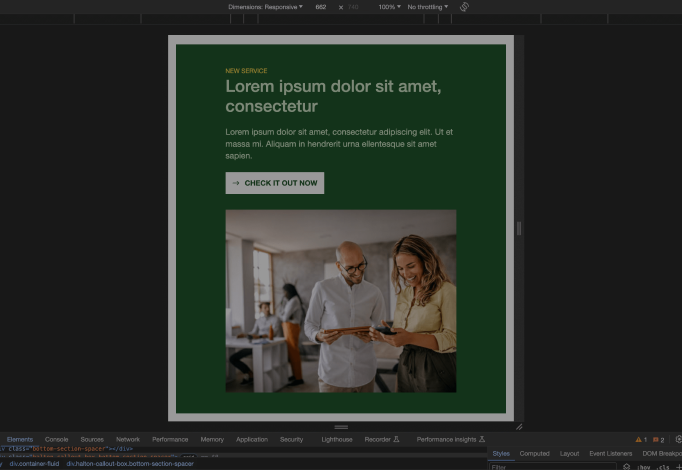 Dimensions: Responsive ▼ 662 × 746 100% ▼ No throttling ▼
NEW SERVICE
Lorem ipsum dolor sit amet,
consectetur
Lorem ipsum dolor sit amet, consectetur adipiscing elit. Ut et
massa mi. Aliquam in hendrerit urna ellentesque sit amet
sapien.
→ CHECK IT OUT NOW
Elements Console Sources Network Performance Memory Application Security Lighthouse Recorder Performance insights 1 2
class="bottom-section-spacer"></div>
Styles Computed Layout Event Listeners DOM Breakpo
y div.container-fluid div.halton-callout-box.bottom-section-spacer
Filter :hov .cls